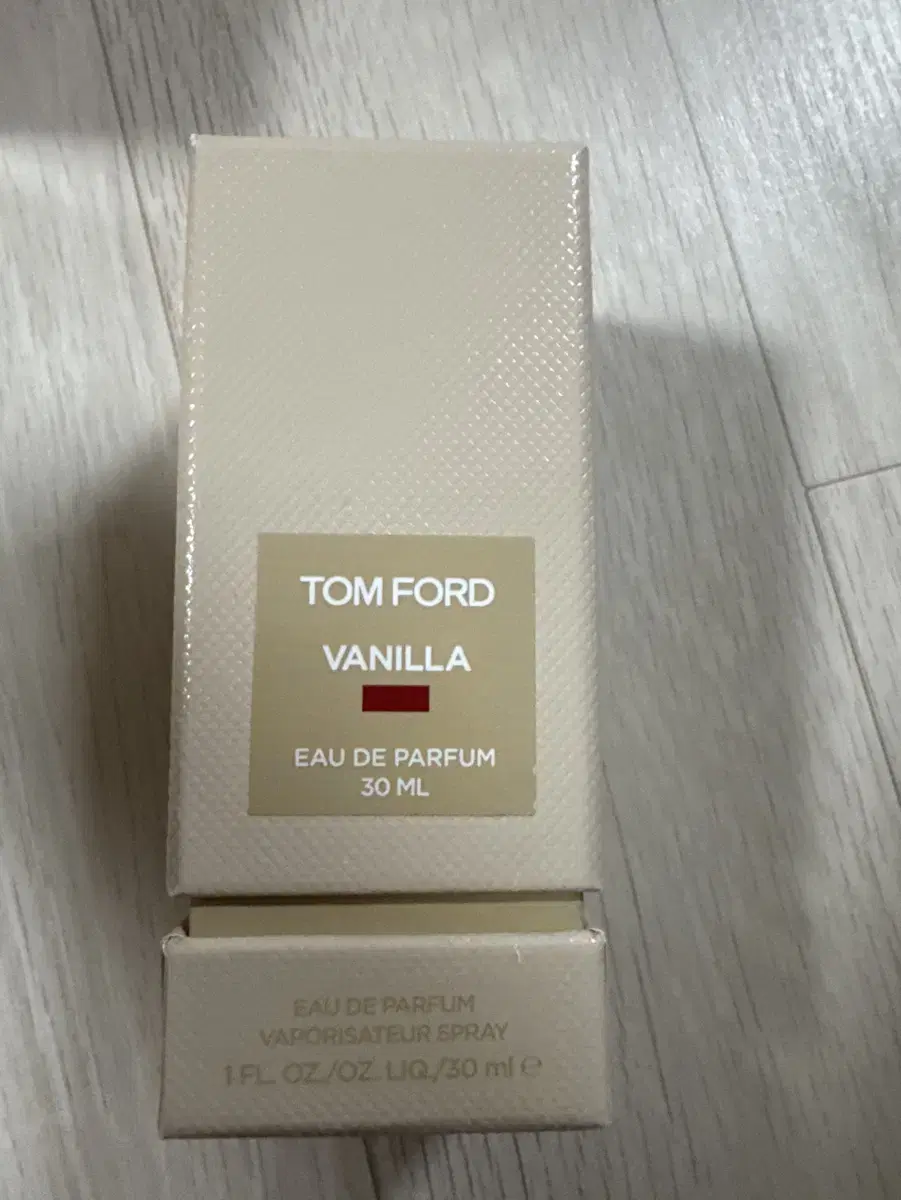 TOM FORD
VANILLA
EAU DE PARFUM
30 ML
EAU DE PARFUM
VAPORISATEUR SPRAY
1 FL. OZ./OZ. LIQ./30 ml ℮